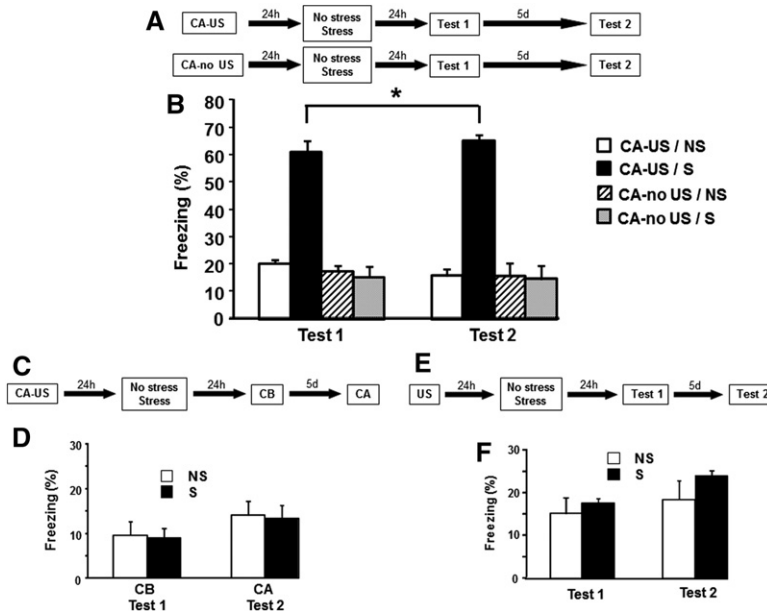 A
CA-US 24h No stress Stress 24h Test 1 5d Test 2
CA-no US 24h No stress Stress 24h Test 1 5d Test 2
B
Freezing (%)
80
70
60
50
40
30
20
10
0
*
Test 1 Test 2
CA-US / NS
CA-US / S
CA-no US / NS
CA-no US / S
C
CA-US 24h No stress Stress 24h CB 5d CA
D
Freezing (%)
30
20
10
0
NS
S
CB CA
Test 1 Test 2
E
US 24h No stress Stress 24h Test 1 5d Test 2
F
Freezing (%)
30
20
10
0
NS
S
Test 1 Test 2